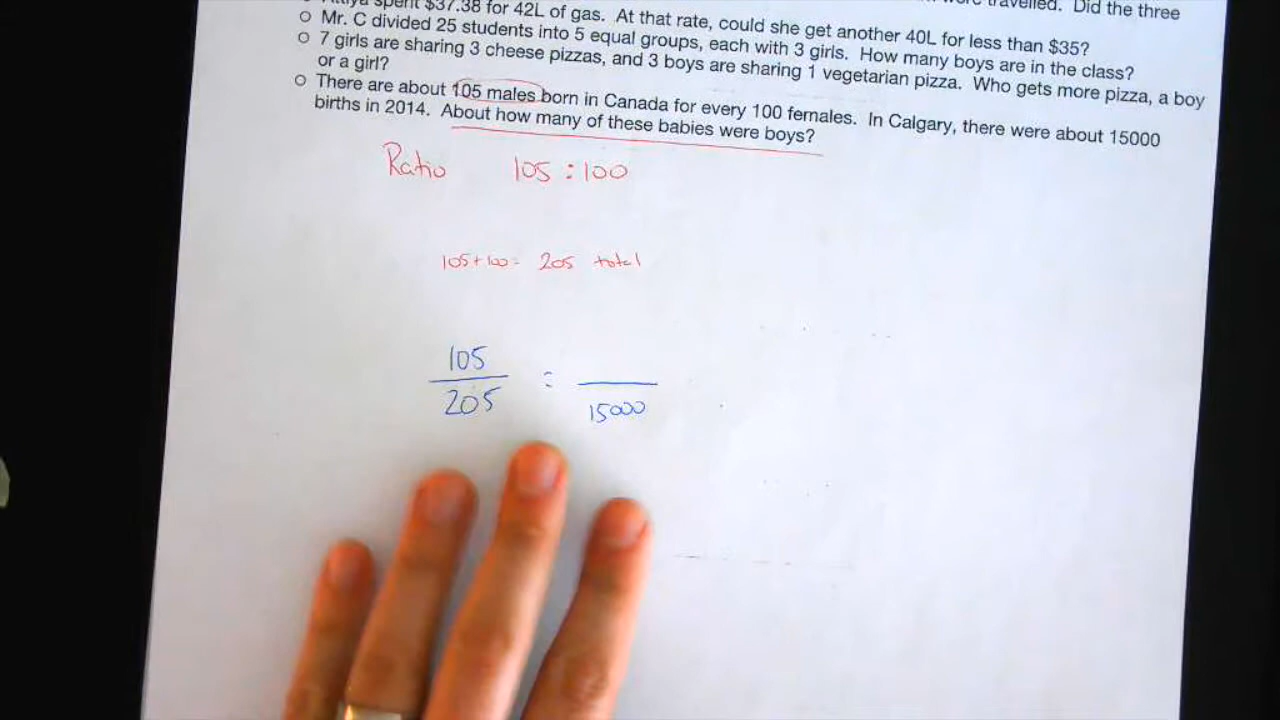 were travelled. Did the three
spent $37.38 for 42L of gas. At that rate, could she get another 40L for less than $35?
○ Mr. C divided 25 students into 5 equal groups, each with 3 girls. How many boys are in the class?
○ 7 girls are sharing 3 cheese pizzas, and 3 boys are sharing 1 vegetarian pizza. Who gets more pizza, a boy
or a girl?
○ There are about 105 males born in Canada for every 100 females. In Calgary, there were about 15000
births in 2014. About how many of these babies were boys?
Ratio 105 : 100
105+100= 205 total
105
205
=
15000